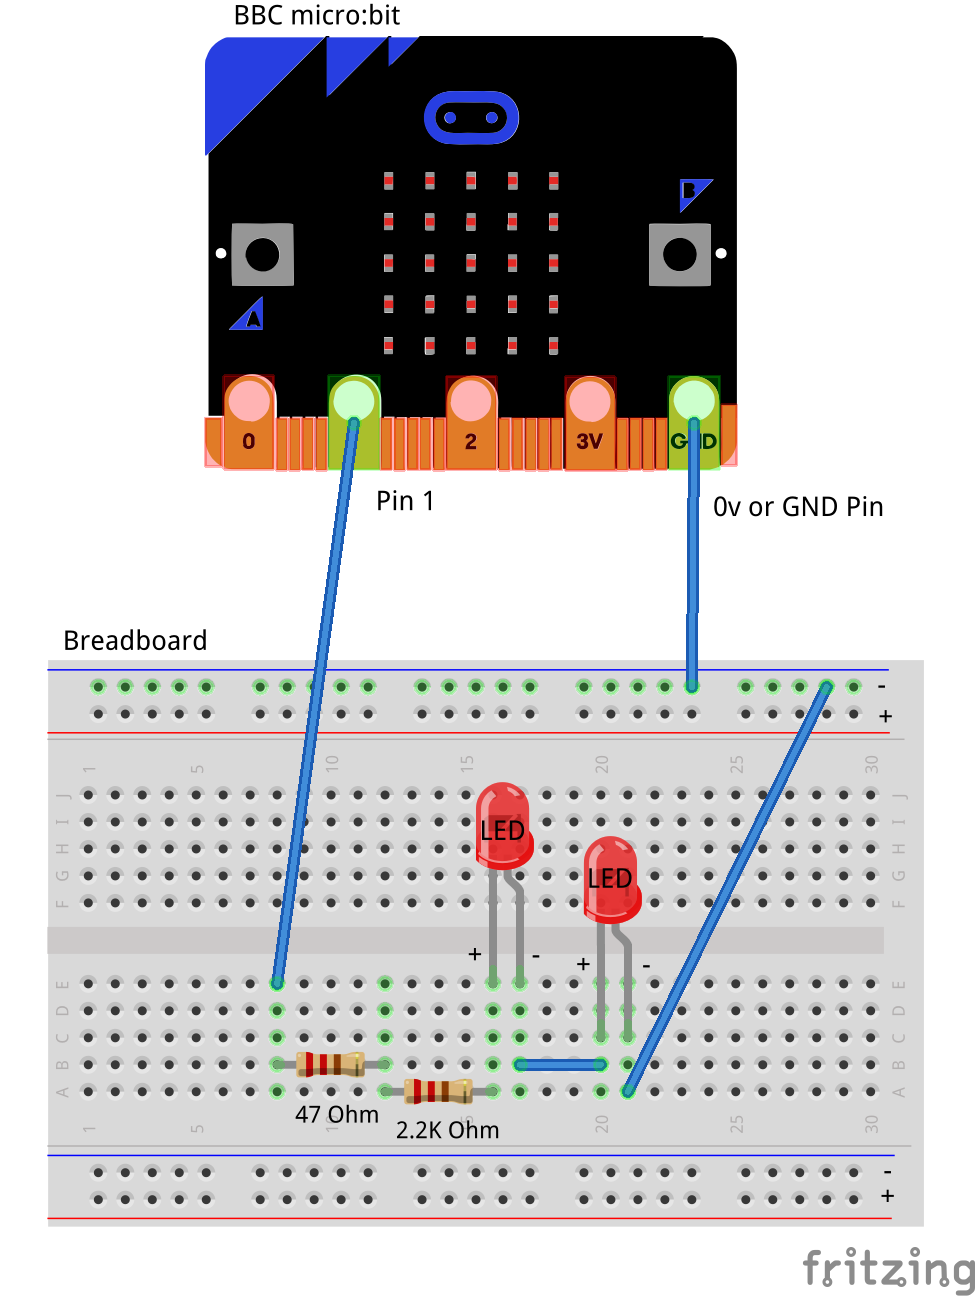 BBC micro:bit
B
A
0
2
3V
GND
Pin 1
0v or GND Pin
Breadboard
-
+
1 5 10 15 20 25 30
J J
I I
H H
LED
G G
LED
F F
+ - + -
E E
D D
C C
B B
A A
47 Ohm
2.2K Ohm
1 5 10 15 20 25 30
-
+
fritzing